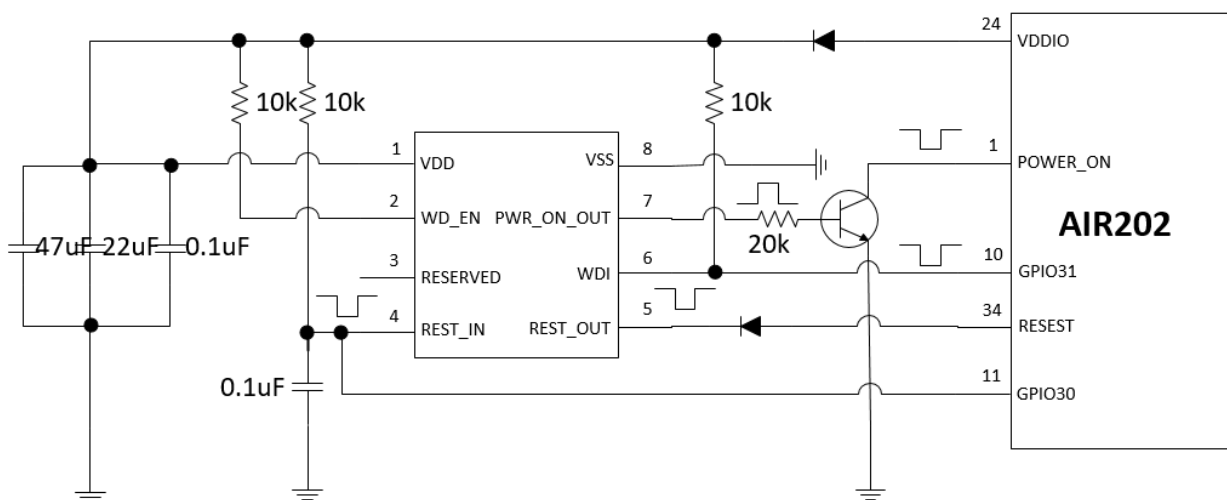 24
VDDIO
10k
10k
10k
1
VDD
VSS
8
1
POWER_ON
2
WD_EN
PWR_ON_OUT
7
20k
AIR202
47uF
22uF
0.1uF
3
RESERVED
WDI
6
10
GPIO31
4
REST_IN
REST_OUT
5
34
RESEST
0.1uF
11
GPIO30